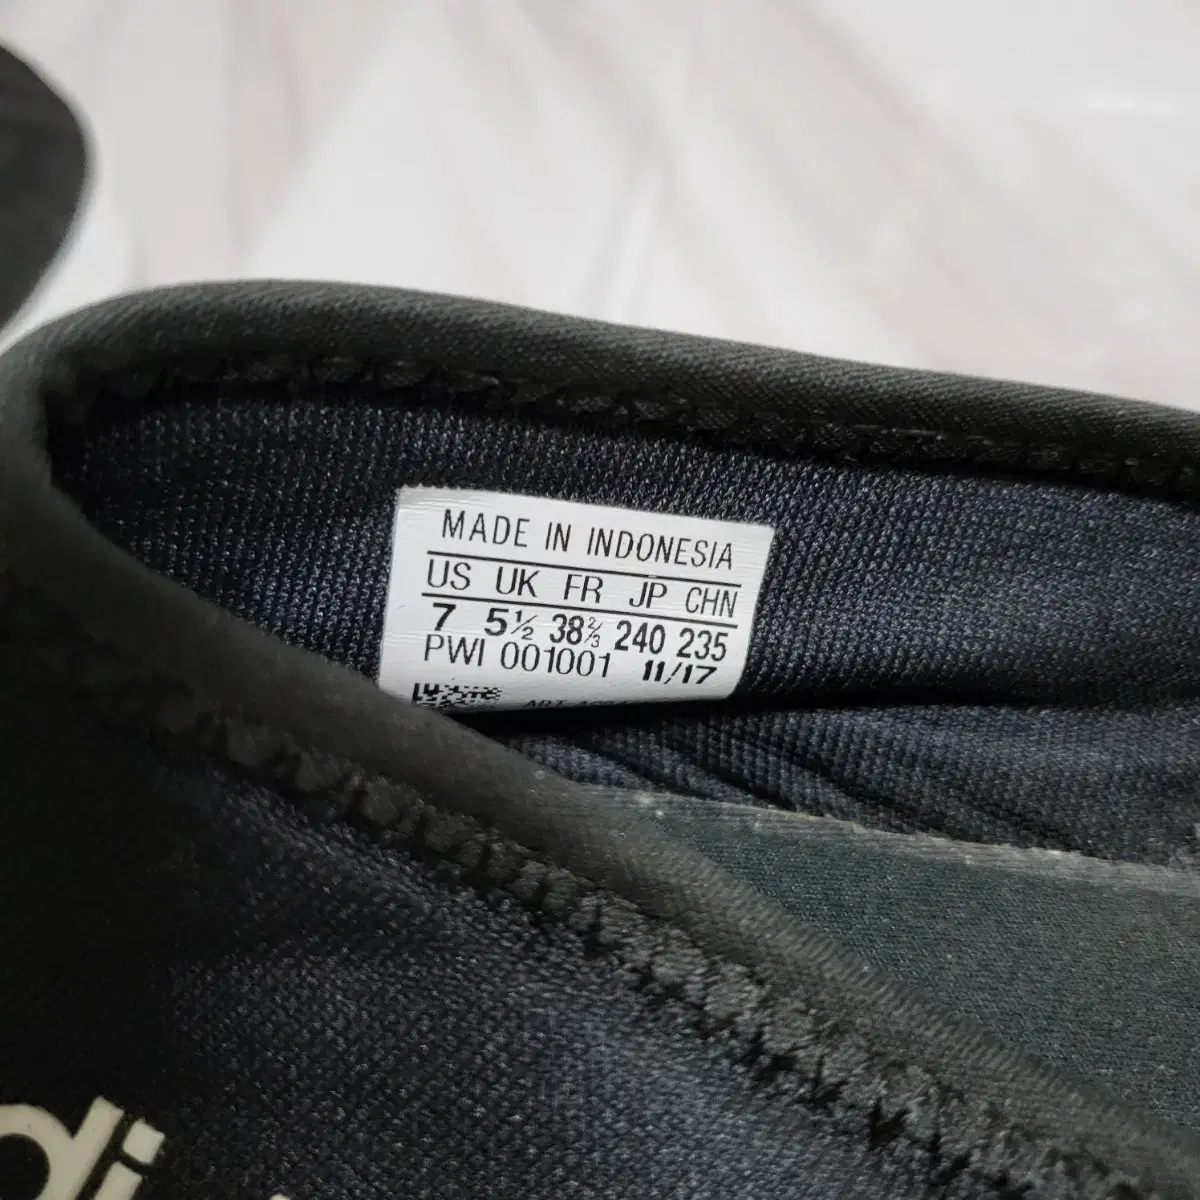 MADE IN INDONESIA
US UK FR JP CHN
7 5½ 38⅔ 240 235
PWI 001001 11/17
di